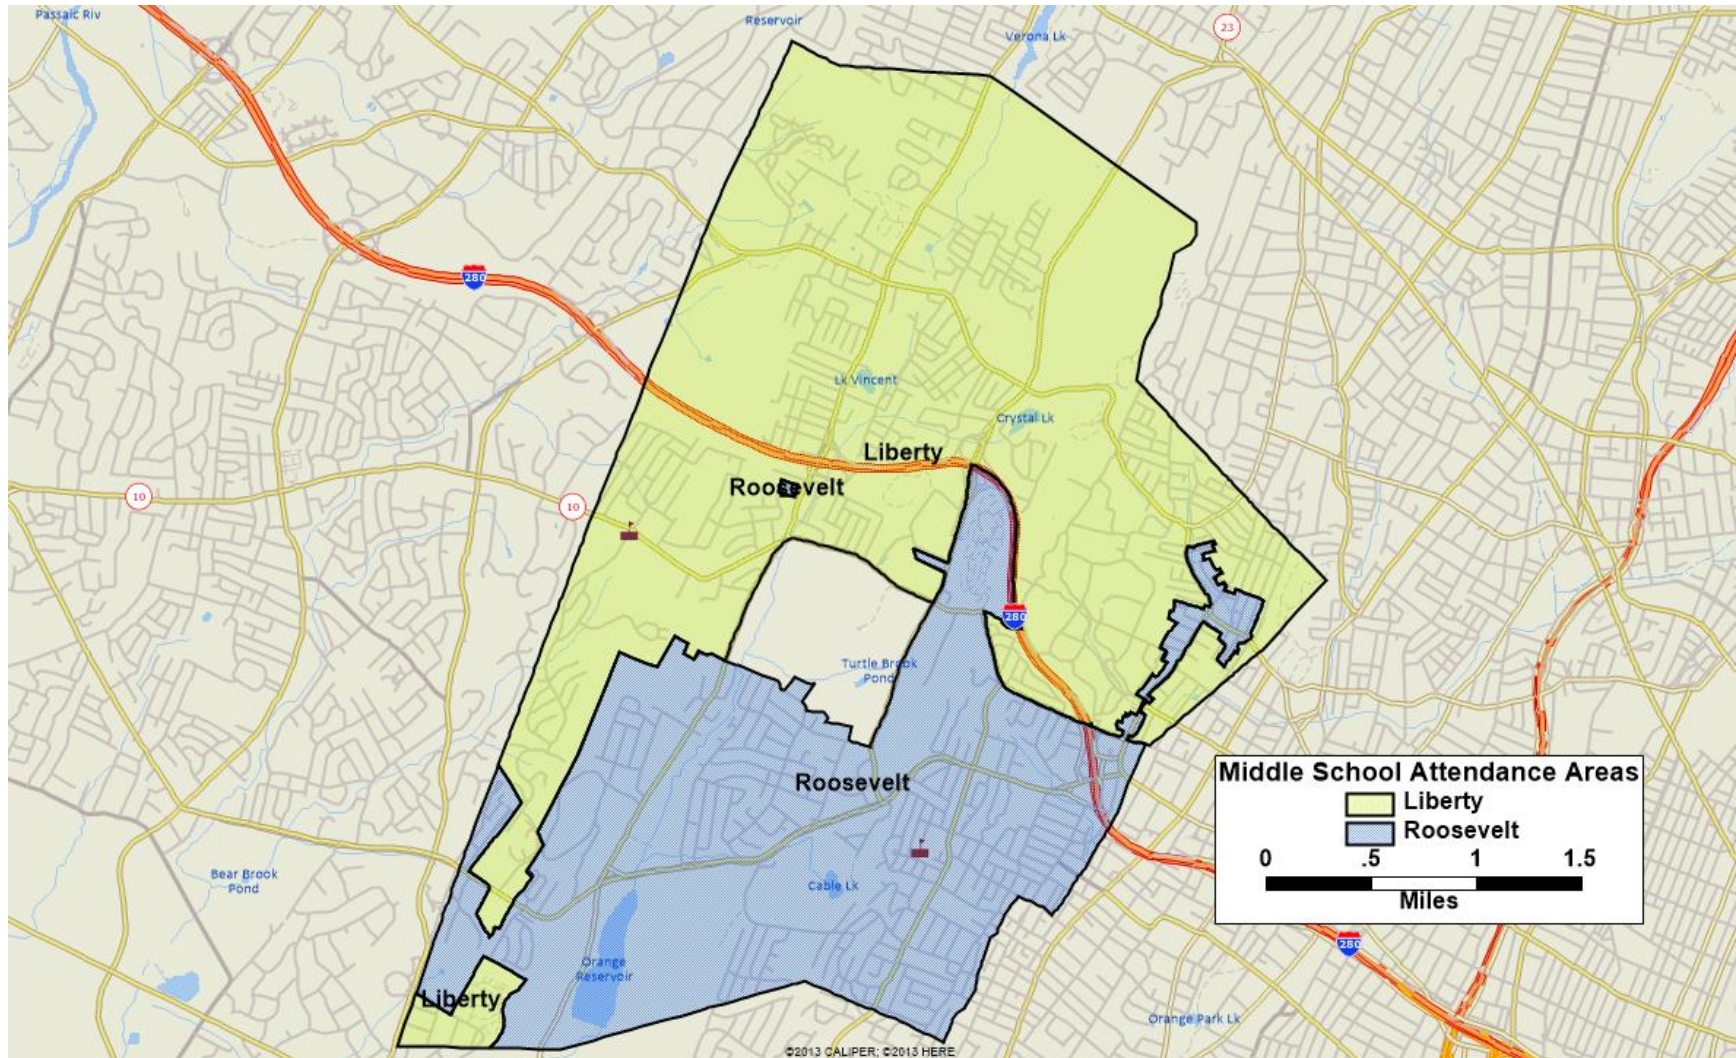 Passaic Riv
Reservoir
Verona Lk
23
280
Lk Vincent
Crystal Lk
Liberty
Roosevelt
10
10
280
Turtle Brook
Pond
Roosevelt
Middle School Attendance Areas
Liberty
Roosevelt
0 .5 1 1.5
Miles
Bear Brook
Pond
Cable Lk
280
Orange
Reservoir
Liberty
Orange Park Lk
©2013 CALIPER; ©2013 HERE